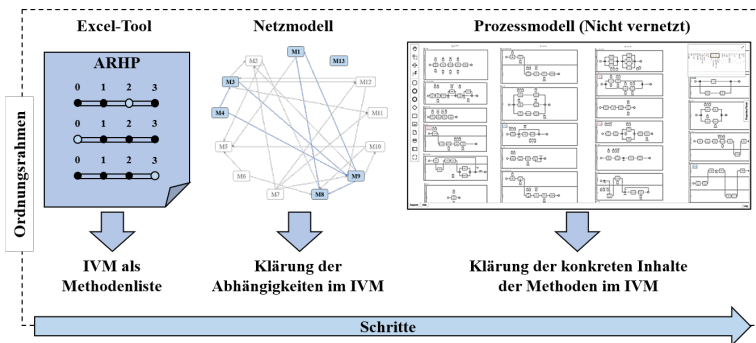 Excel-Tool
Netzmodell
Prozessmodell (Nicht vernetzt)
Ordnungsrahmen
ARHP
0 1 2 3
0 1 2 3
0 1 2 3
M1
M2
M13
M3
M12
M4
M11
M5
M10
M6
M9
M7
M8
IVM als
Methodenliste
Klärung der
Abhängigkeiten im IVM
Klärung der konkreten Inhalte
der Methoden im IVM
Schritte